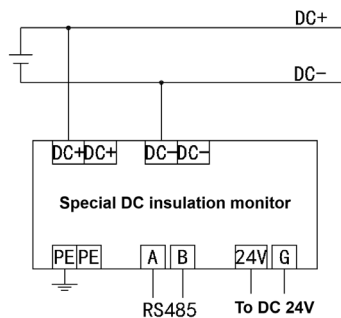 DC+
DC-
DC+ DC+ DC- DC-
Special DC insulation monitor
PE PE A B 24V G
RS485 To DC 24V